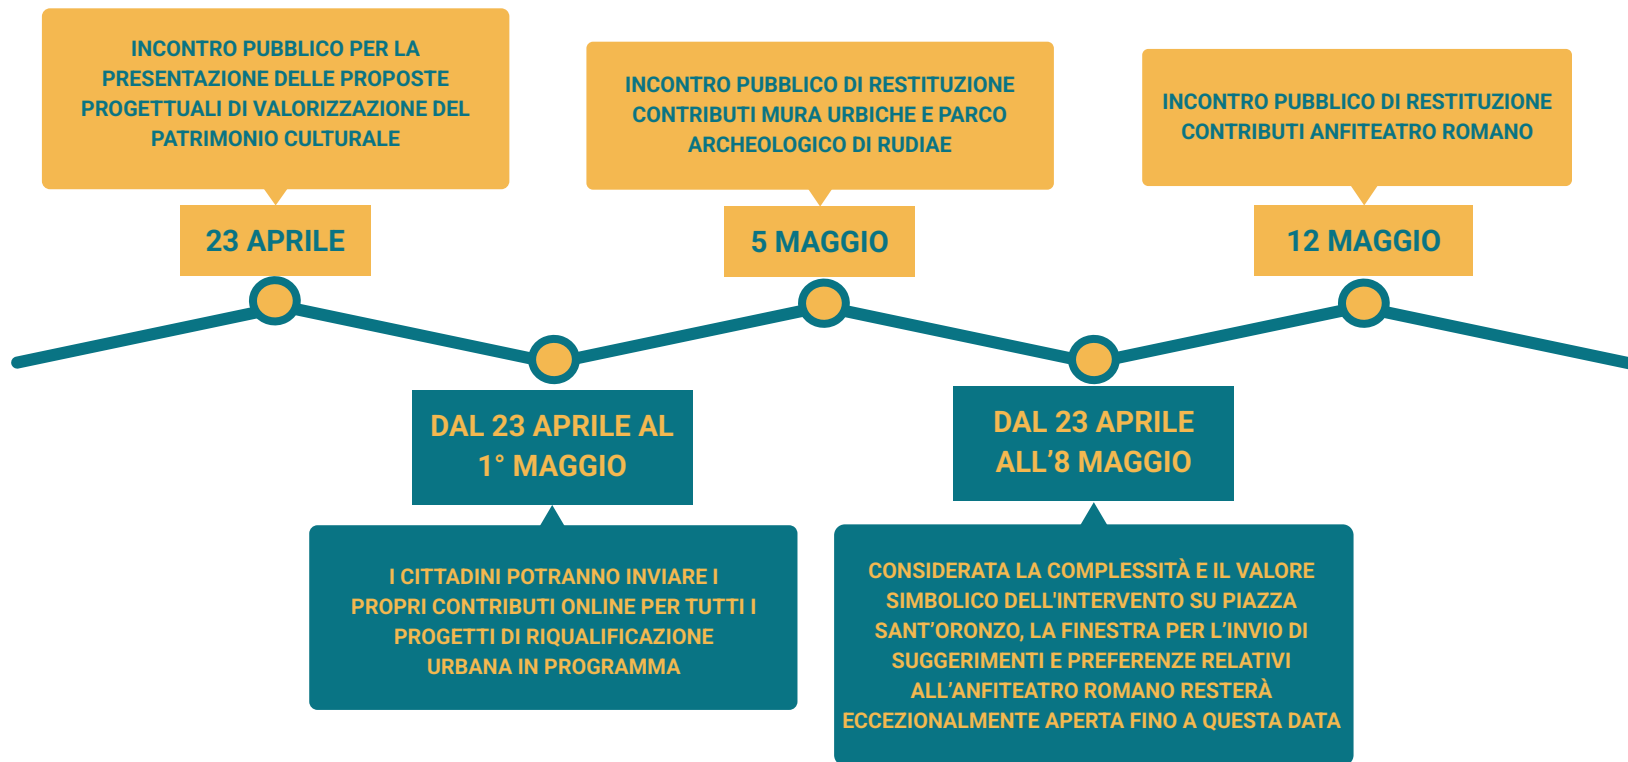 INCONTRO PUBBLICO PER LA
PRESENTAZIONE DELLE PROPOSTE
PROGETTUALI DI VALORIZZAZIONE DEL
PATRIMONIO CULTURALE
23 APRILE
DAL 23 APRILE AL
1° MAGGIO
I CITTADINI POTRANNO INVIARE I
PROPRI CONTRIBUTI ONLINE PER TUTTI I
PROGETTI DI RIQUALIFICAZIONE
URBANA IN PROGRAMMA
INCONTRO PUBBLICO DI RESTITUZIONE
CONTRIBUTI MURA URBICHE E PARCO
ARCHEOLOGICO DI RUDIAE
5 MAGGIO
DAL 23 APRILE
ALL’8 MAGGIO
CONSIDERATA LA COMPLESSITÀ E IL VALORE
SIMBOLICO DELL'INTERVENTO SU PIAZZA
SANT’ORONZO, LA FINESTRA PER L’INVIO DI
SUGGERIMENTI E PREFERENZE RELATIVI
ALL’ANFITEATRO ROMANO RESTERÀ
ECCEZIONALMENTE APERTA FINO A QUESTA DATA
INCONTRO PUBBLICO DI RESTITUZIONE
CONTRIBUTI ANFITEATRO ROMANO
12 MAGGIO